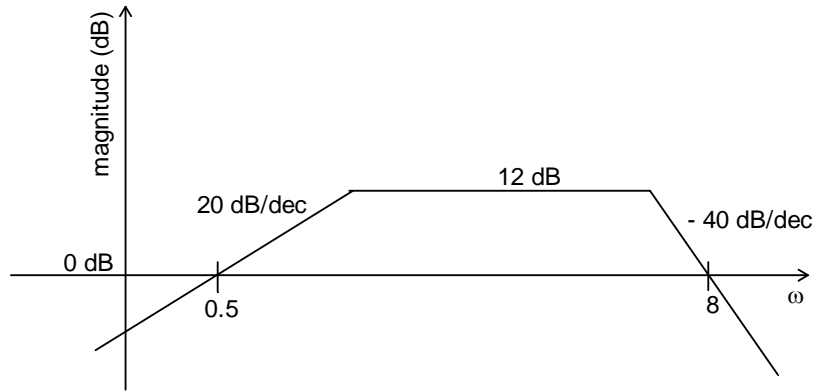 magnitude (dB)
12 dB
20 dB/dec
- 40 dB/dec
0 dB
0.5
8
ω